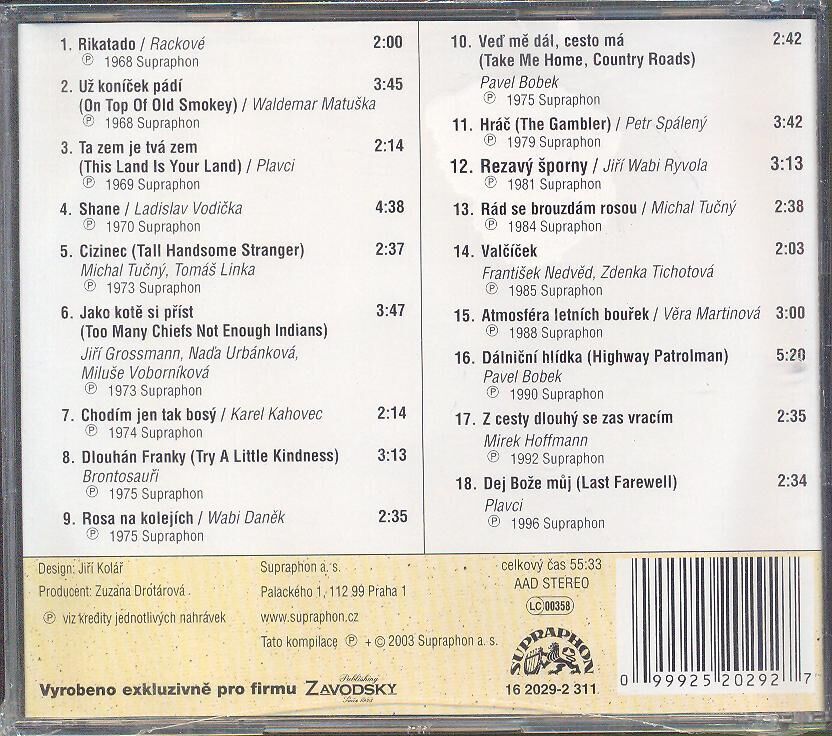 1. Rikatado / Rackové 2:00
℗ 1968 Supraphon
2. Už koníček pádí 3:45
(On Top Of Old Smokey) / Waldemar Matuška
℗ 1968 Supraphon
3. Ta zem je tvá zem 2:14
(This Land Is Your Land) / Plavci
℗ 1969 Supraphon
4. Shane / Ladislav Vodička 4:38
℗ 1970 Supraphon
5. Cizinec (Tall Handsome Stranger) 2:37
Michal Tučný, Tomáš Linka
℗ 1973 Supraphon
6. Jako kotě si příst 3:47
(Too Many Chiefs Not Enough Indians)
Jiří Grossmann, Naďa Urbánková,
Miluše Voborníková
℗ 1973 Supraphon
7. Chodím jen tak bosý / Karel Kahovec 2:14
℗ 1974 Supraphon
8. Dlouhán Franky (Try A Little Kindness) 3:13
Brontosauři
℗ 1975 Supraphon
9. Rosa na kolejích / Wabi Daněk 2:35
℗ 1975 Supraphon
10. Veď mě dál, cesto má 2:42
(Take Me Home, Country Roads)
Pavel Bobek
℗ 1975 Supraphon
11. Hráč (The Gambler) / Petr Spálený 3:42
℗ 1979 Supraphon
12. Rezavý šporny / Jiří Wabi Ryvola 3:13
℗ 1981 Supraphon
13. Rád se brouzdám rosou / Michal Tučný 2:38
℗ 1984 Supraphon
14. Valčíček 2:03
František Nedvěd, Zdenka Tichotová
℗ 1985 Supraphon
15. Atmosféra letních bouřek / Věra Martinová 3:00
℗ 1988 Supraphon
16. Dálniční hlídka (Highway Patrolman) 5:20
Pavel Bobek
℗ 1990 Supraphon
17. Z cesty dlouhý se zas vracím 2:35
Mirek Hoffmann
℗ 1992 Supraphon
18. Dej Bože můj (Last Farewell) 2:34
Plavci
℗ 1996 Supraphon
Design: Jiří Kolář
Producent: Zuzana Drotárová
℗ viz kredity jednotlivých nahrávek
Supraphon a. s.
Palackého 1, 112 99 Praha 1
www.supraphon.cz
Tato kompilace ℗ + © 2003 Supraphon a. s.
celkový čas 55:33
AAD STEREO
LC 00358
SUPRAPHON
16 2029-2 311
Vyrobeno exkluzivně pro firmu
Publishing
ZAVODSKY
Since 1923
0 99925 20292 7